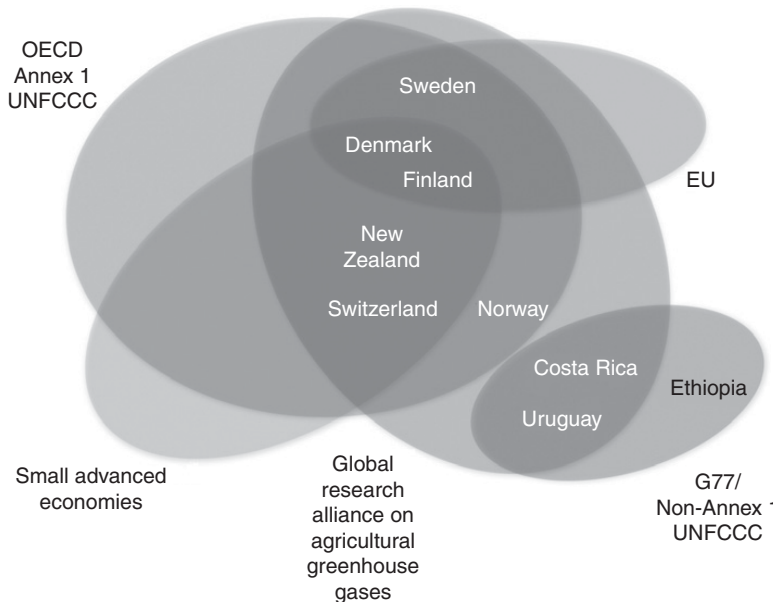 OECD
Annex 1
UNFCCC
Sweden
Denmark
Finland
EU
New
Zealand
Switzerland
Norway
Costa Rica
Ethiopia
Uruguay
Small advanced
economies
Global
research
alliance on
agricultural
greenhouse
gases
G77/
Non-Annex 1
UNFCCC